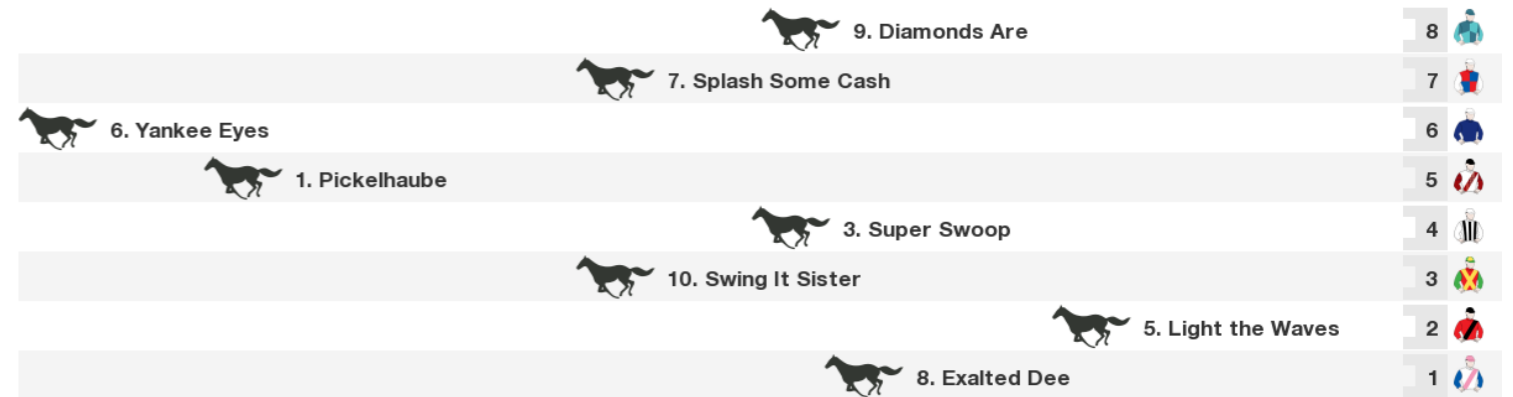 9. Diamonds Are 8
7. Splash Some Cash 7
6. Yankee Eyes 6
1. Pickelhaube 5
3. Super Swoop 4
10. Swing It Sister 3
5. Light the Waves 2
8. Exalted Dee 1